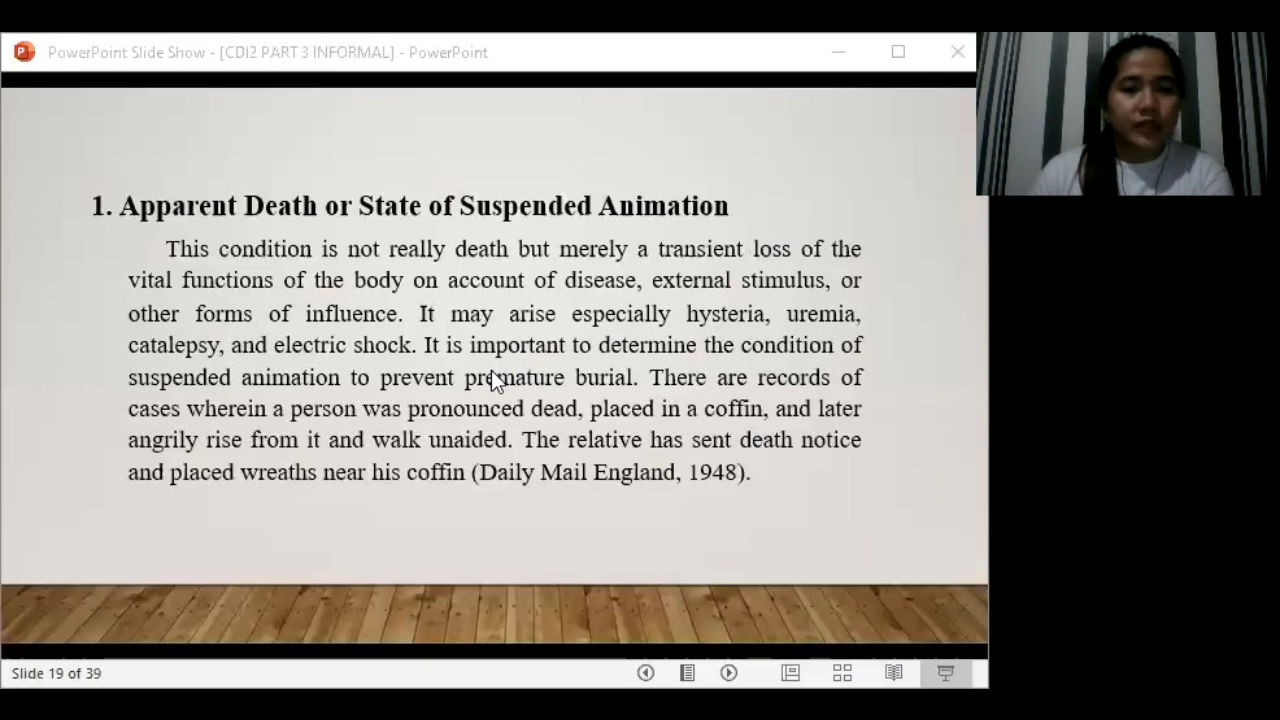 PowerPoint Slide Show - [CDI2 PART 3 INFORMAL] - PowerPoint
1. Apparent Death or State of Suspended Animation
This condition is not really death but merely a transient loss of the
vital functions of the body on account of disease, external stimulus, or
other forms of influence. It may arise especially hysteria, uremia,
catalepsy, and electric shock. It is important to determine the condition of
suspended animation to prevent premature burial. There are records of
cases wherein a person was pronounced dead, placed in a coffin, and later
angrily rise from it and walk unaided. The relative has sent death notice
and placed wreaths near his coffin (Daily Mail England, 1948).
Slide 19 of 39